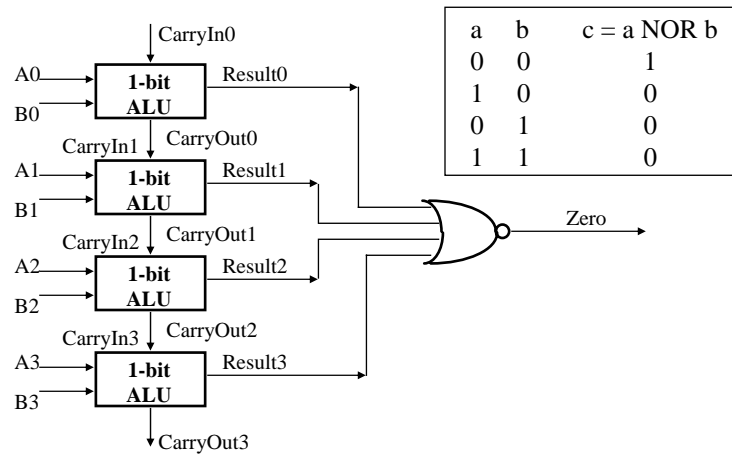 CarryIn0
A0
B0
1-bit
ALU
Result0
CarryOut0
CarryIn1
A1
B1
1-bit
ALU
Result1
CarryOut1
CarryIn2
A2
B2
1-bit
ALU
Result2
CarryOut2
CarryIn3
A3
B3
1-bit
ALU
Result3
CarryOut3
Zero
a b c = a NOR b
0 0 1
1 0 0
0 1 0
1 1 0